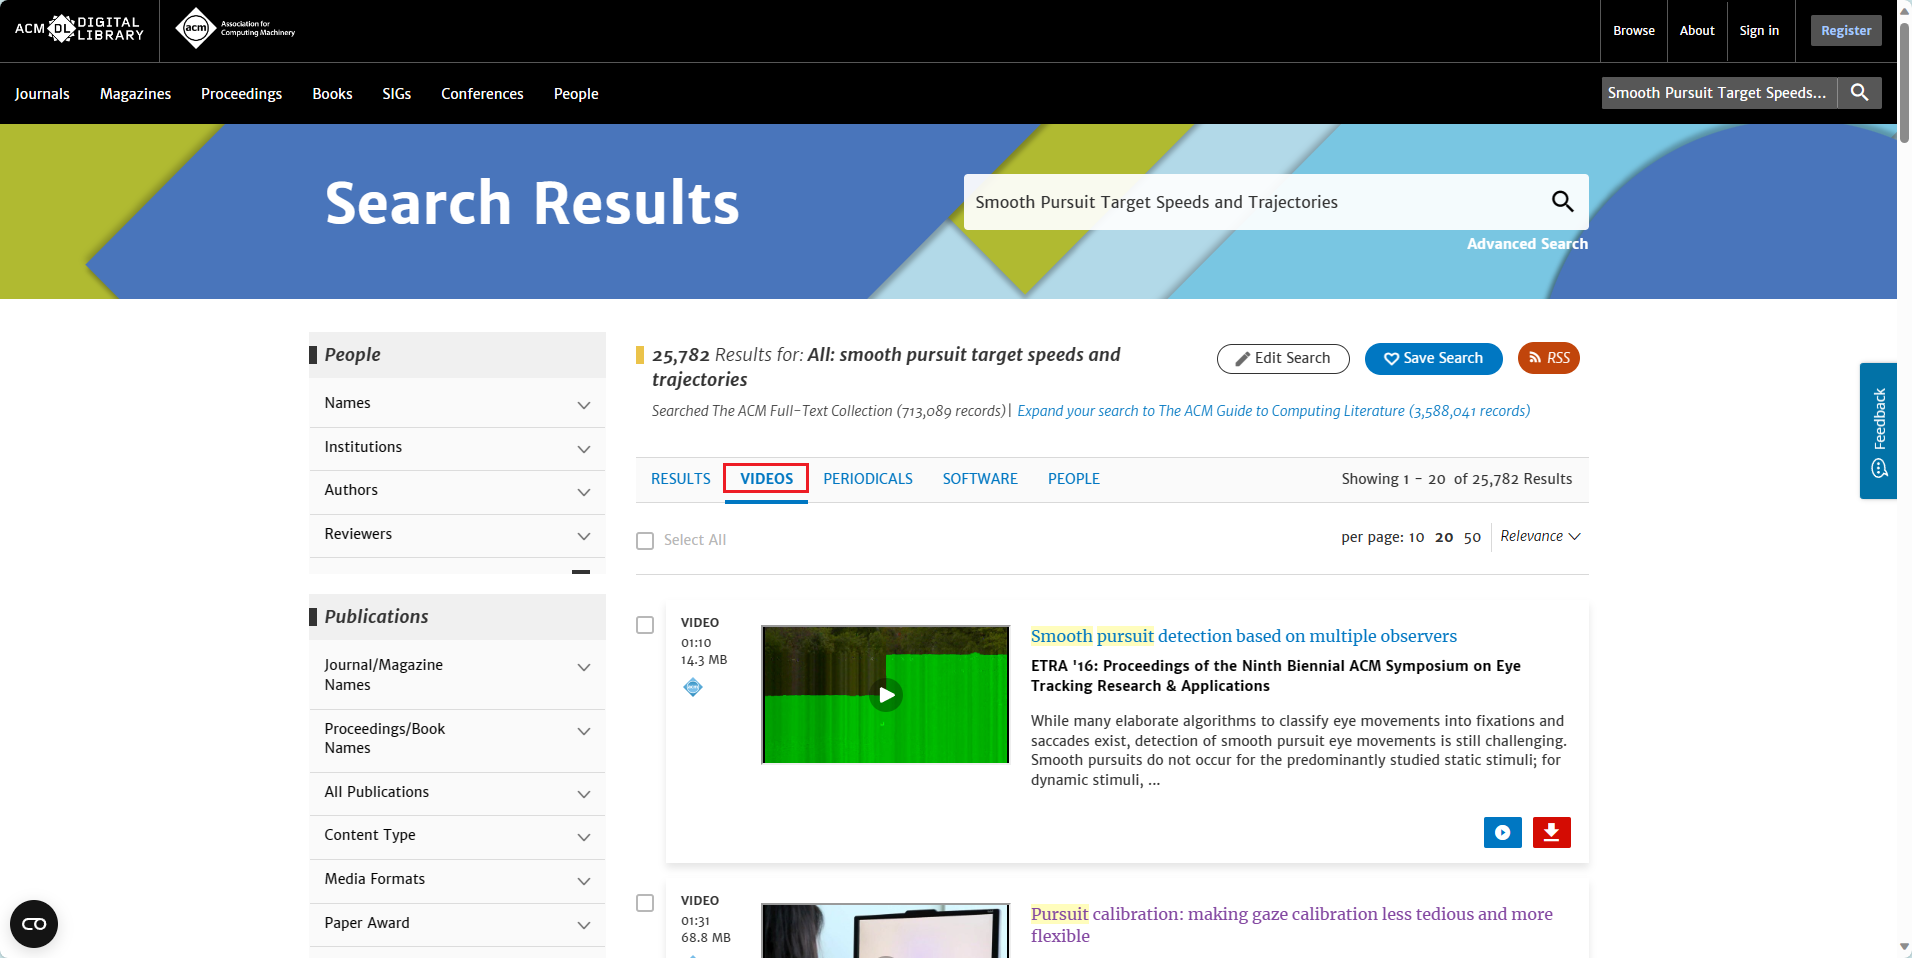 ACM DL DIGITAL LIBRARY
acm Association for Computing Machinery
Browse
About
Sign in
Register
Journals
Magazines
Proceedings
Books
SIGs
Conferences
People
Smooth Pursuit Target Speeds...
Search Results
Smooth Pursuit Target Speeds and Trajectories
Advanced Search
People
Names
Institutions
Authors
Reviewers
Publications
Journal/Magazine
Names
Proceedings/Book
Names
All Publications
Content Type
Media Formats
Paper Award
25,782 Results for: All: smooth pursuit target speeds and
trajectories
Edit Search
Save Search
RSS
Searched The ACM Full-Text Collection (713,089 records)| Expand your search to The ACM Guide to Computing Literature (3,588,041 records)
RESULTS
VIDEOS
PERIODICALS
SOFTWARE
PEOPLE
Showing 1 - 20 of 25,782 Results
Select All
per page: 10 20 50
Relevance
VIDEO
01:10
14.3 MB
acm
Smooth pursuit detection based on multiple observers
ETRA '16: Proceedings of the Ninth Biennial ACM Symposium on Eye
Tracking Research & Applications
While many elaborate algorithms to classify eye movements into fixations and
saccades exist, detection of smooth pursuit eye movements is still challenging.
Smooth pursuits do not occur for the predominantly studied static stimuli; for
dynamic stimuli, ...
VIDEO
01:31
68.8 MB
Pursuit calibration: making gaze calibration less tedious and more
flexible
Feedback